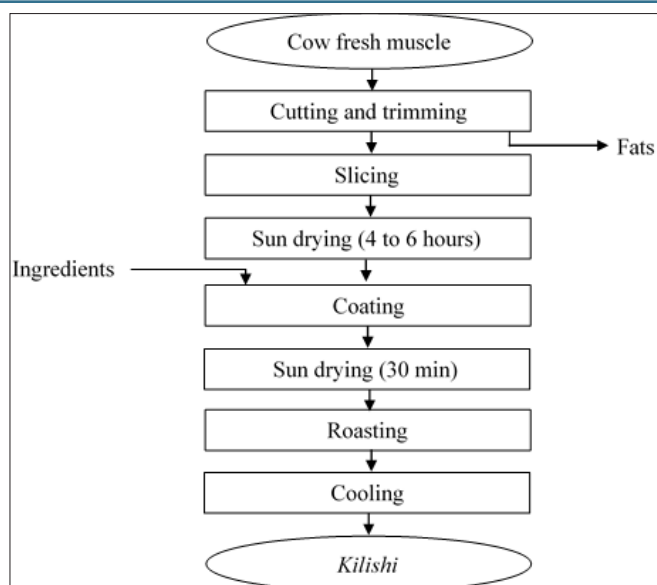 Cow fresh muscle
Cutting and trimming
Fats
Slicing
Sun drying (4 to 6 hours)
Ingredients
Coating
Sun drying (30 min)
Roasting
Cooling
Kilishi